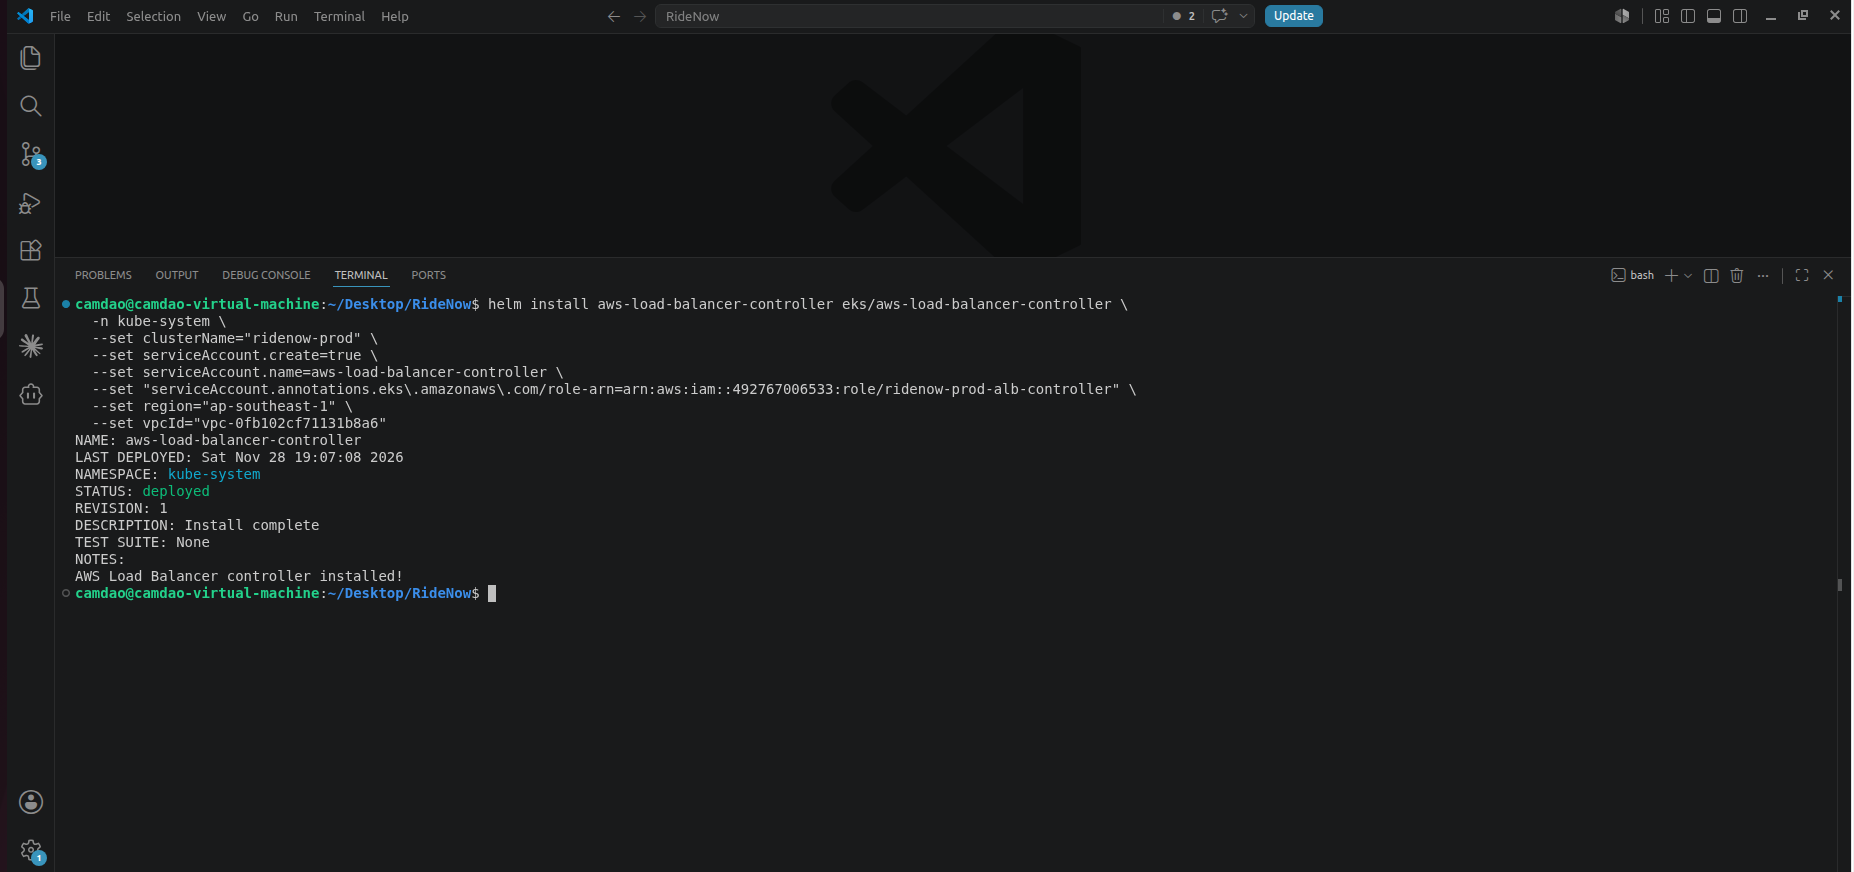 File Edit Selection View Go Run Terminal Help RideNow 2 Update
3
PROBLEMS OUTPUT DEBUG CONSOLE TERMINAL PORTS bash
camdao@camdao-virtual-machine:~/Desktop/RideNow$ helm install aws-load-balancer-controller eks/aws-load-balancer-controller \
-n kube-system \
--set clusterName="ridenow-prod" \
--set serviceAccount.create=true \
--set serviceAccount.name=aws-load-balancer-controller \
--set "serviceAccount.annotations.eks\.amazonaws\.com/role-arn=arn:aws:iam::492767006533:role/ridenow-prod-alb-controller" \
--set region="ap-southeast-1" \
--set vpcId="vpc-0fb102cf71131b8a6"
NAME: aws-load-balancer-controller
LAST DEPLOYED: Sat Nov 28 19:07:08 2026
NAMESPACE: kube-system
STATUS: deployed
REVISION: 1
DESCRIPTION: Install complete
TEST SUITE: None
NOTES:
AWS Load Balancer controller installed!
camdao@camdao-virtual-machine:~/Desktop/RideNow$
1